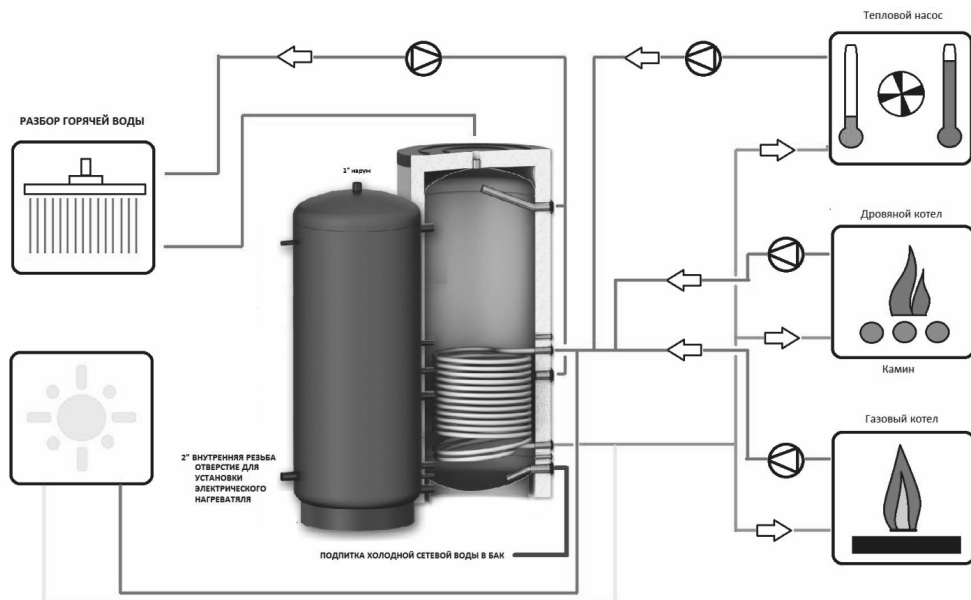 Тепловой насос
РАЗБОР ГОРЯЧЕЙ ВОДЫ
1" нарум
Дровяной котел
Камин
Газовый котел
2" ВНУТРЕННЯЯ РЕЗЬБА
ОТВЕРСТИЕ ДЛЯ
УСТАНОВКИ
ЭЛЕКТРИЧЕСКОГО
НАГРЕВАТЯЛЯ
ПОДПИТКА ХОЛОДНОЙ СЕТЕВОЙ ВОДЫ В БАК